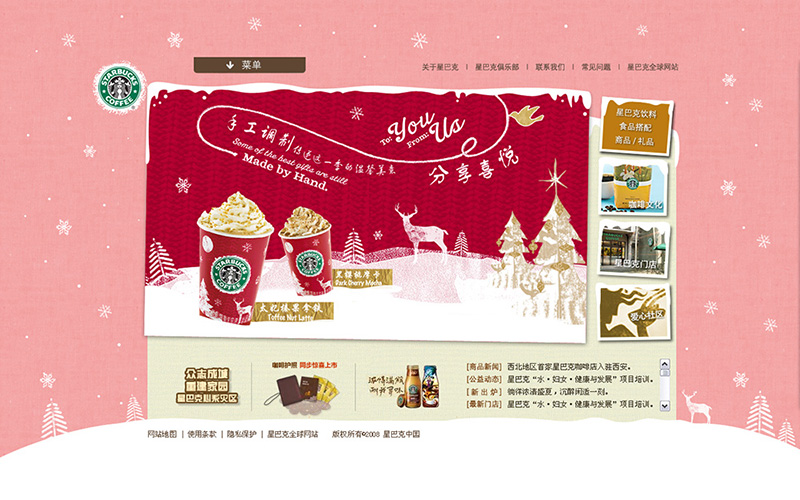 菜单
关于星巴克 | 星巴克俱乐部 | 联系我们 | 常见问题 | 星巴克全球网站
STARBUCKS COFFEE
手工调制 传递这一季的温馨美意
Some of the best gifts are still
Made by Hand.
To: You
From: Us
分享喜悦
星巴克饮料
食品搭配
商品 / 礼品
咖啡文化
星巴克门店
爱心社区
STARBUCKS COFFEE
STARBUCKS COFFEE
黑樱桃摩卡
Dark Cherry Mocha
太妃榛果拿铁
Toffee Nut Latte
众志成城
重建家园
星巴克心系灾区
咖啡护照 同步惊喜上市
[商品新闻] 西北地区首家星巴克咖啡店入驻西安。
[公益动态] 星巴克“水·妇女·健康与发展”项目培训。
[新出炉] 徜徉浓酒盛夏，沉醉闲适一刻。
[最新门店] 星巴克“水·妇女·健康与发展”项目培训。
网站地图 | 使用条款 | 隐私保护 | 星巴克全球网站 版权所有©2008 星巴克中国